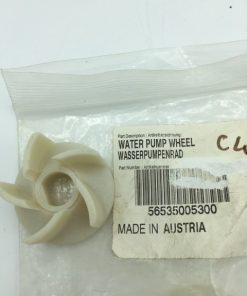 Part Description / Artikelbezeichnung:
WATER PUMP WHEEL
WASSERPUMPENRAD
Part Number / Artikelnummer
56535005300
MADE IN AUSTRIA